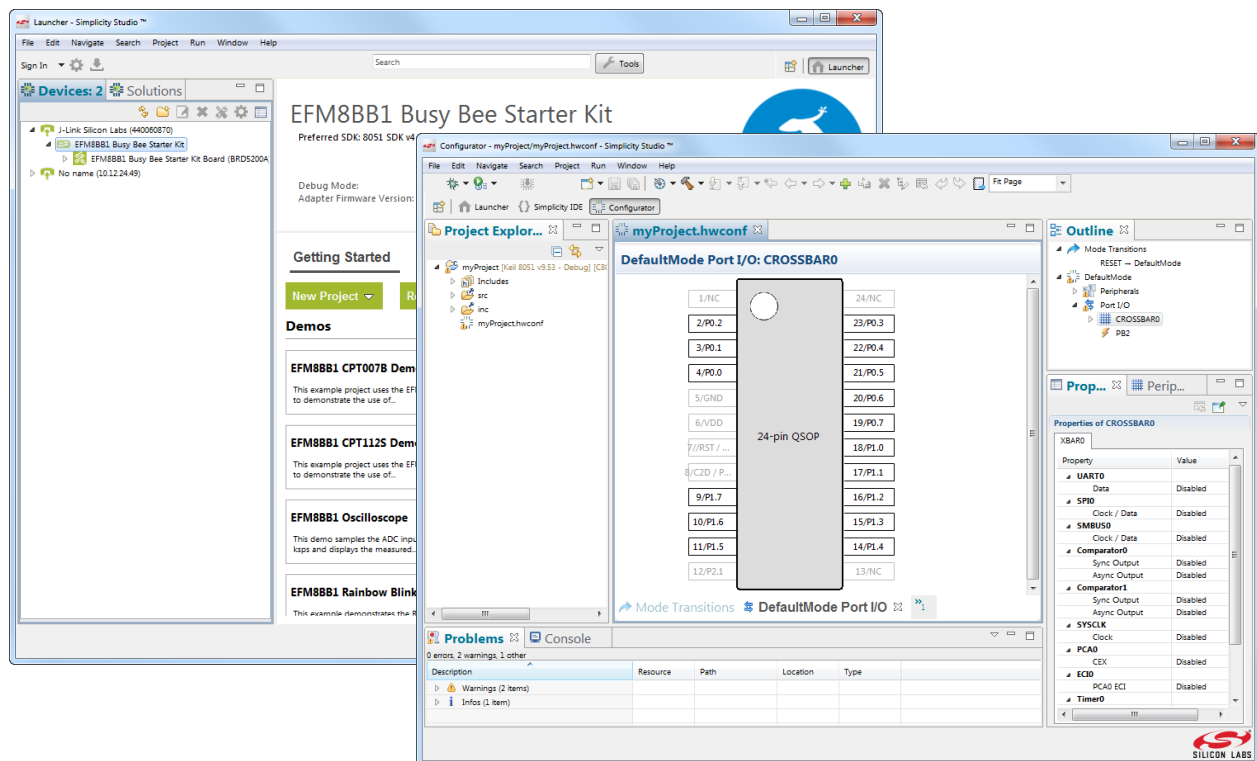 Launcher - Simplicity Studio ™
File Edit Navigate Search Project Run Window Help
Sign In
Search
Tools
Launcher
Devices: 2
Solutions
J-Link Silicon Labs (440060870)
EFM8BB1 Busy Bee Starter Kit
EFM8BB1 Busy Bee Starter Kit Board (BRD5200A
No name (10.12.24.49)
EFM8BB1 Busy Bee Starter Kit
Preferred SDK: 8051 SDK v4
Debug Mode:
Adapter Firmware Version:
Getting Started
New Project
Demos
EFM8BB1 CPT007B Dem
This example project uses the EF
to demonstrate the use of...
EFM8BB1 CPT112S Dem
This example project uses the EF
to demonstrate the use of...
EFM8BB1 Oscilloscope
This demo samples the ADC inpu
ksps and displays the measured...
EFM8BB1 Rainbow Blink
This example demonstrates the R
Configurator - myProject/myProject.hwconf - Simplicity Studio ™
File Edit Navigate Search Project Run Window Help
Fit Page
Launcher
Simplicity IDE
Configurator
Project Explor...
myProject [Keil 8051 v9.53 - Debug] [C8
Includes
src
inc
myProject.hwconf
myProject.hwconf
DefaultMode Port I/O: CROSSBAR0
1/NC 24/NC
2/P0.2 23/P0.3
3/P0.1 22/P0.4
4/P0.0 21/P0.5
5/GND 20/P0.6
6/VDD 19/P0.7
24-pin QSOP
7//RST / ... 18/P1.0
8/C2D / P... 17/P1.1
9/P1.7 16/P1.2
10/P1.6 15/P1.3
11/P1.5 14/P1.4
12/P2.1 13/NC
Mode Transitions
DefaultMode Port I/O
»1
Outline
Mode Transitions
RESET → DefaultMode
DefaultMode
Peripherals
Port I/O
CROSSBAR0
PB2
Prop...
Perip...
Properties of CROSSBAR0
XBAR0
Property Value
UART0
Data Disabled
SPI0
Clock / Data Disabled
SMBUS0
Clock / Data Disabled
Comparator0
Sync Output Disabled
Async Output Disabled
Comparator1
Sync Output Disabled
Async Output Disabled
SYSCLK
Clock Disabled
PCA0
CEX Disabled
ECI0
PCA0 ECI Disabled
Timer0
Problems
Console
0 errors, 2 warnings, 1 other
Description Resource Path Location Type
Warnings (2 items)
Infos (1 item)
SILICON LABS